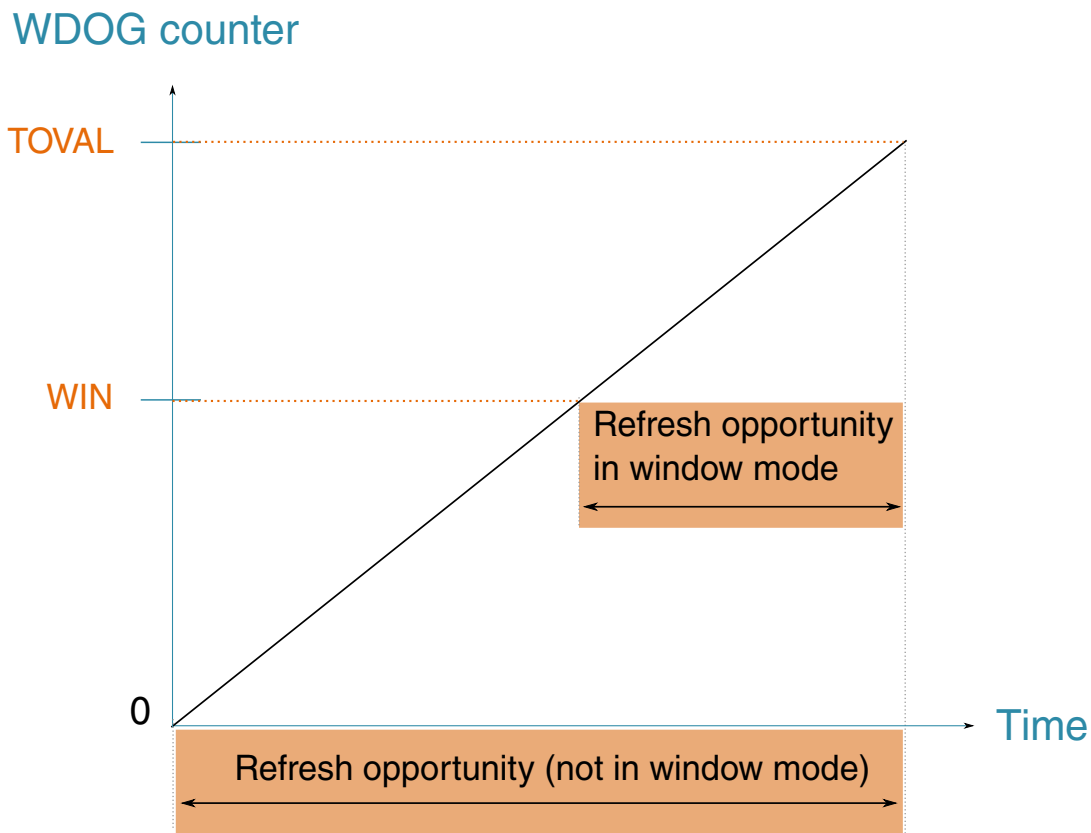 WDOG counter
TOVAL
WIN
Refresh opportunity
in window mode
0
Time
Refresh opportunity (not in window mode)